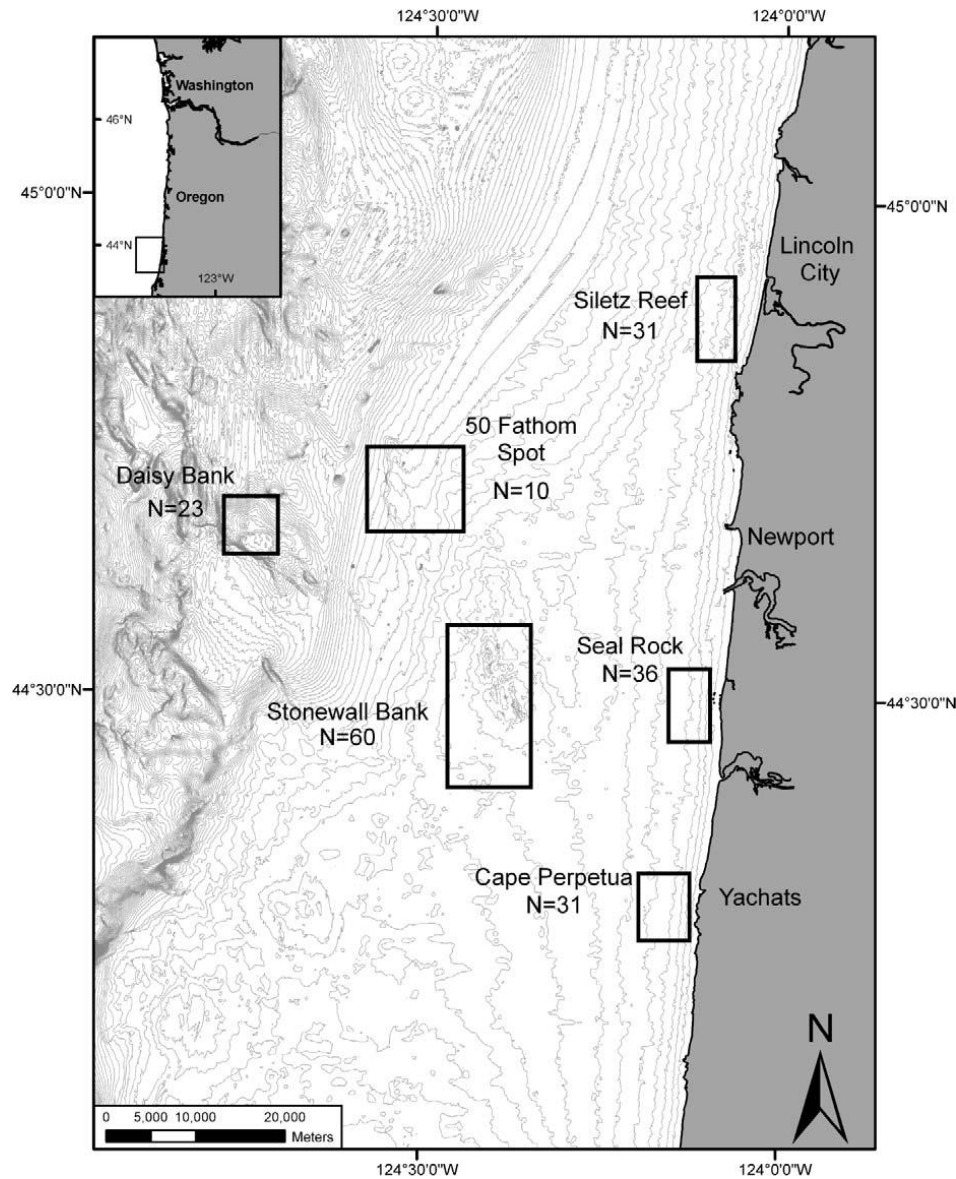 124°30'0"W
124°0'0"W
Washington
46°N
Oregon
44°N
123°W
45°0'0"N
45°0'0"N
Lincoln
City
Siletz Reef
N=31
50 Fathom
Spot
N=10
Daisy Bank
N=23
Newport
Seal Rock
N=36
44°30'0"N
44°30'0"N
Stonewall Bank
N=60
Cape Perpetua
N=31
Yachats
N
0 5,000 10,000 20,000
Meters
124°30'0"W
124°0'0"W